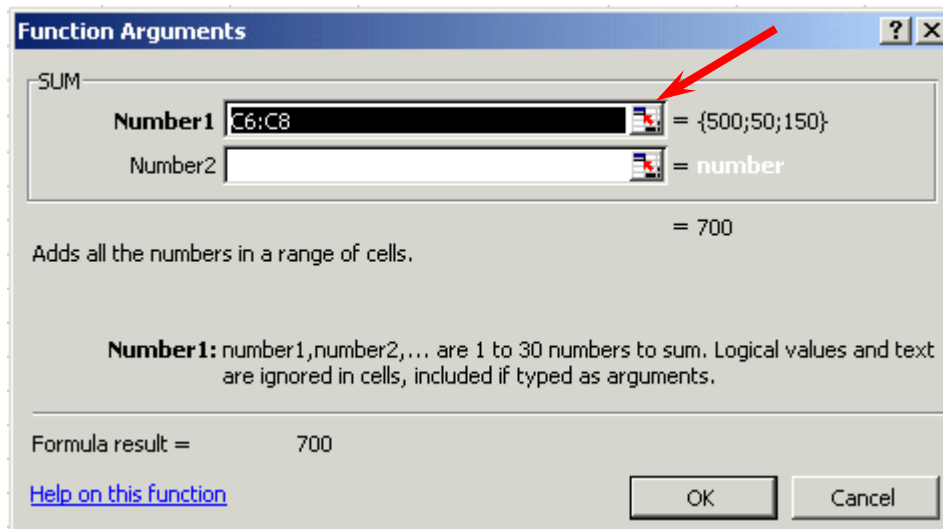 Function Arguments
SUM
Number1 C6:C8 = {500;50;150}
Number2 = number
= 700
Adds all the numbers in a range of cells.
Number1: number1,number2,... are 1 to 30 numbers to sum. Logical values and text
are ignored in cells, included if typed as arguments.
Formula result = 700
Help on this function OK Cancel